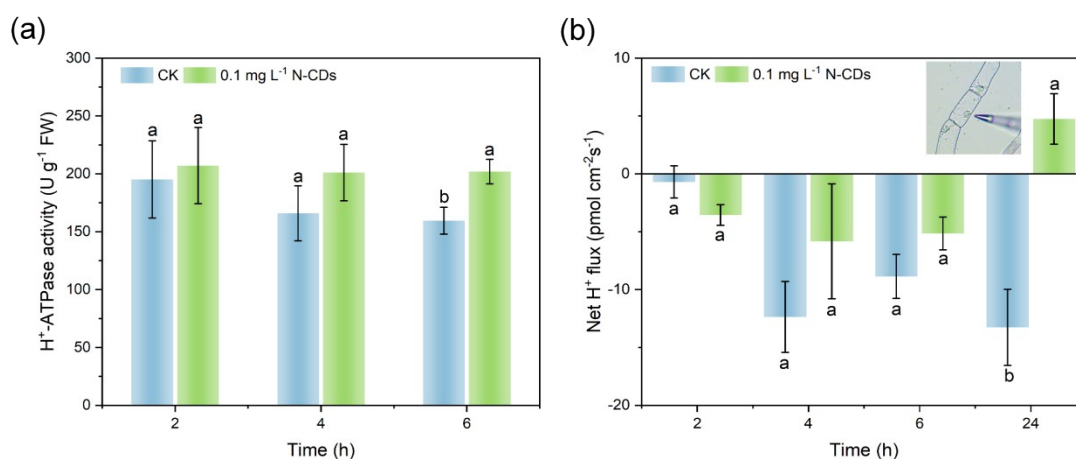 (a)
300
250
200
150
100
50
0
H⁺-ATPase activity (U g⁻¹ FW)
CK 0.1 mg L⁻¹ N-CDs
a a
a a
b a
2 4 6
Time (h)
(b)
10
0
-10
-20
Net H⁺ flux (pmol cm⁻²s⁻¹)
CK 0.1 mg L⁻¹ N-CDs
a a
a a
a a
b a
2 4 6 24
Time (h)